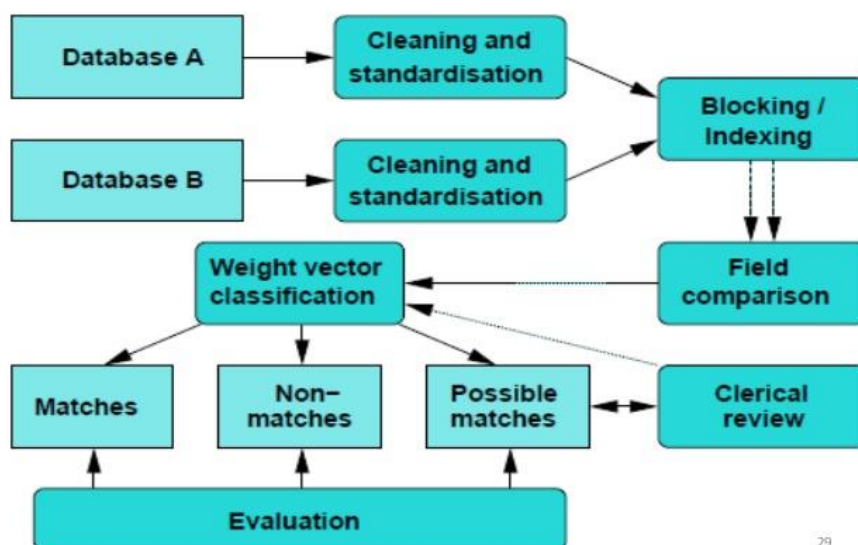 Database A
Cleaning and
standardisation
Blocking /
Indexing
Database B
Cleaning and
standardisation
Weight vector
classification
Field
comparison
Matches
Non−
matches
Possible
matches
Clerical
review
Evaluation
29